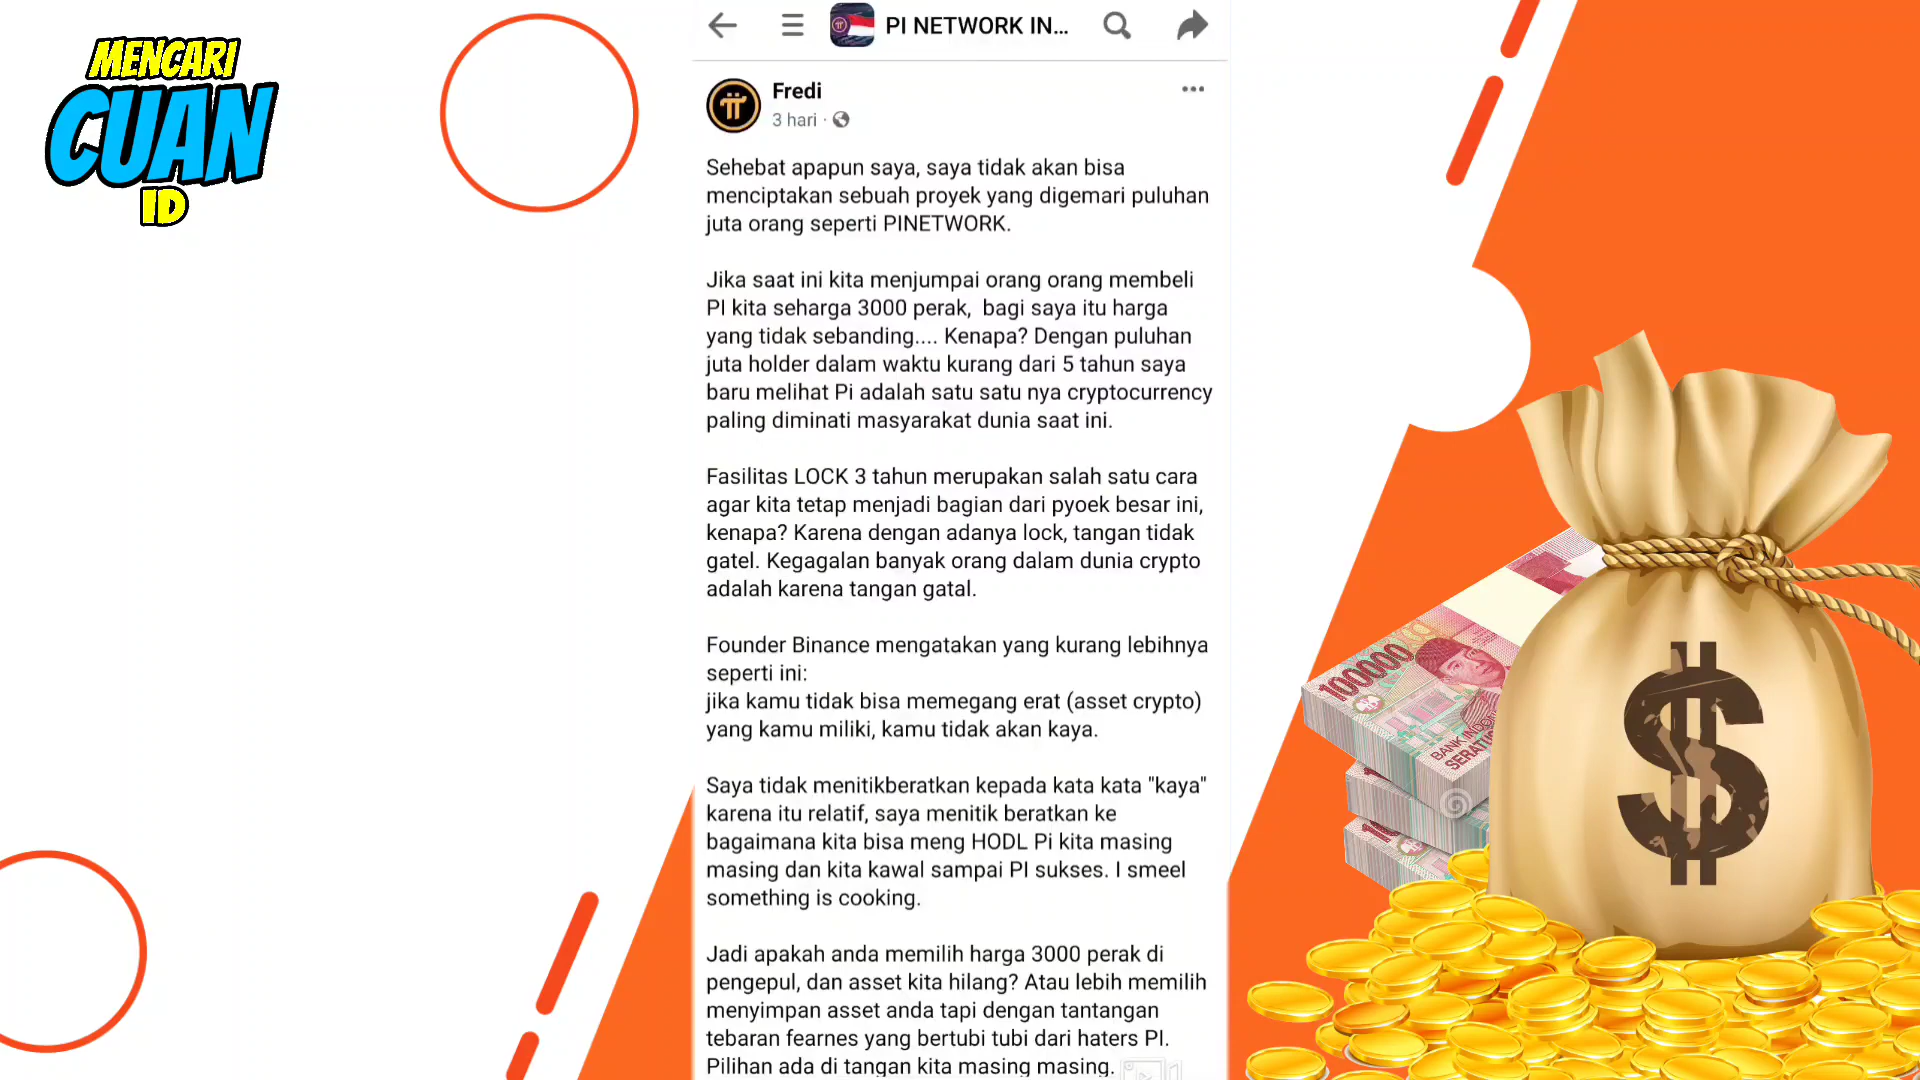 MENCARI
CUAN
ID
PI NETWORK IN...
Fredi
3 hari ·
Sehebat apapun saya, saya tidak akan bisa
menciptakan sebuah proyek yang digemari puluhan
juta orang seperti PINETWORK.
Jika saat ini kita menjumpai orang orang membeli
PI kita seharga 3000 perak,  bagi saya itu harga
yang tidak sebanding.... Kenapa? Dengan puluhan
juta holder dalam waktu kurang dari 5 tahun saya
baru melihat Pi adalah satu satu nya cryptocurrency
paling diminati masyarakat dunia saat ini.
Fasilitas LOCK 3 tahun merupakan salah satu cara
agar kita tetap menjadi bagian dari pyoek besar ini,
kenapa? Karena dengan adanya lock, tangan tidak
gatel. Kegagalan banyak orang dalam dunia crypto
adalah karena tangan gatal.
Founder Binance mengatakan yang kurang lebihnya
seperti ini:
jika kamu tidak bisa memegang erat (asset crypto)
yang kamu miliki, kamu tidak akan kaya.
Saya tidak menitikberatkan kepada kata kata "kaya"
karena itu relatif, saya menitik beratkan ke
bagaimana kita bisa meng HODL Pi kita masing
masing dan kita kawal sampai PI sukses. I smeel
something is cooking.
Jadi apakah anda memilih harga 3000 perak di
pengepul, dan asset kita hilang? Atau lebih memilih
menyimpan asset anda tapi dengan tantangan
tebaran fearnes yang bertubi tubi dari haters PI.
Pilihan ada di tangan kita masing masing.
100000
BANK INDO
$